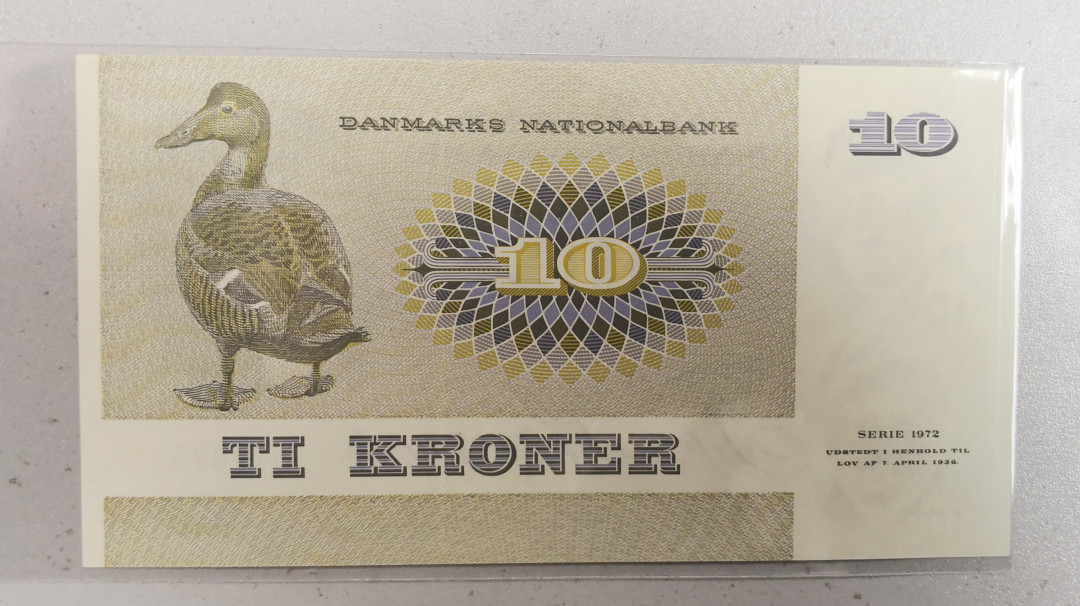 DANMARKS NATIONALBANK
10
10
TI KRONER
SERIE 1972
UDSTEDT I HENHOLD TIL
LOV AF 7. APRIL 1936.